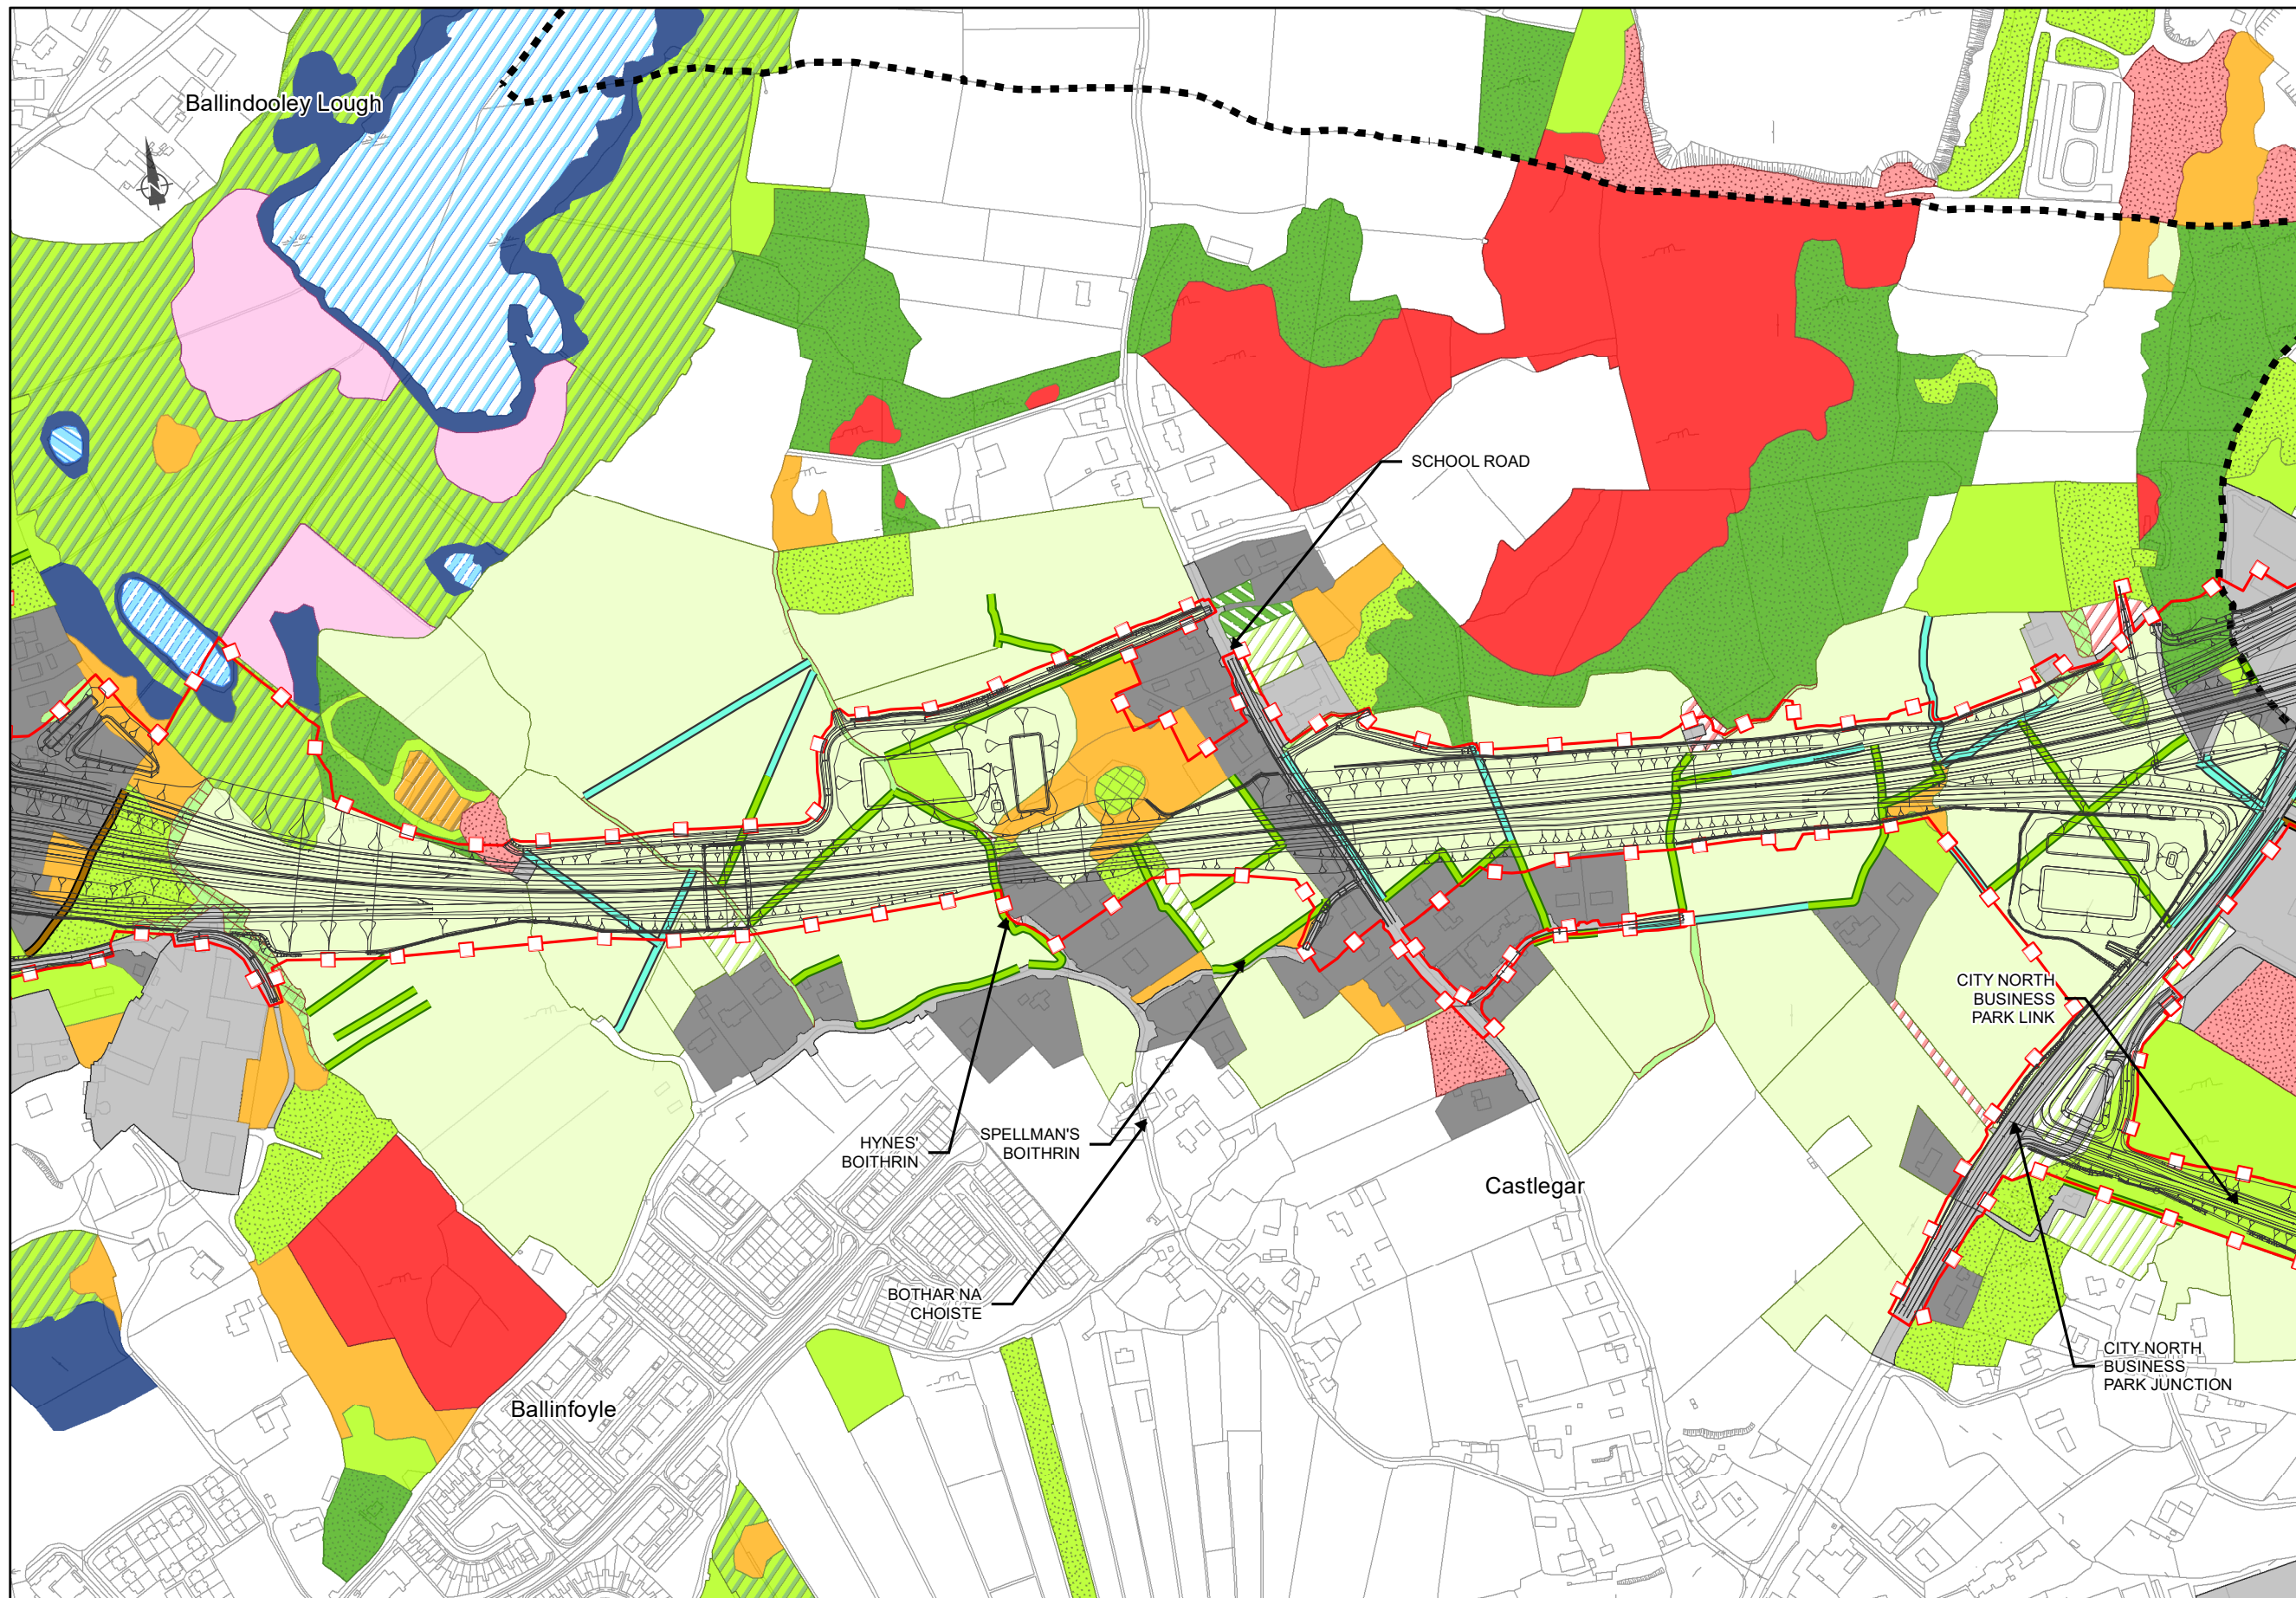 Ballindooley Lough
N
SCHOOL ROAD
CITY NORTH
BUSINESS
PARK LINK
HYNES'
BOITHRIN
SPELLMAN'S
BOITHRIN
Castlegar
BOTHAR NA
CHOISTE
CITY NORTH
BUSINESS
PARK JUNCTION
Ballinfoyle